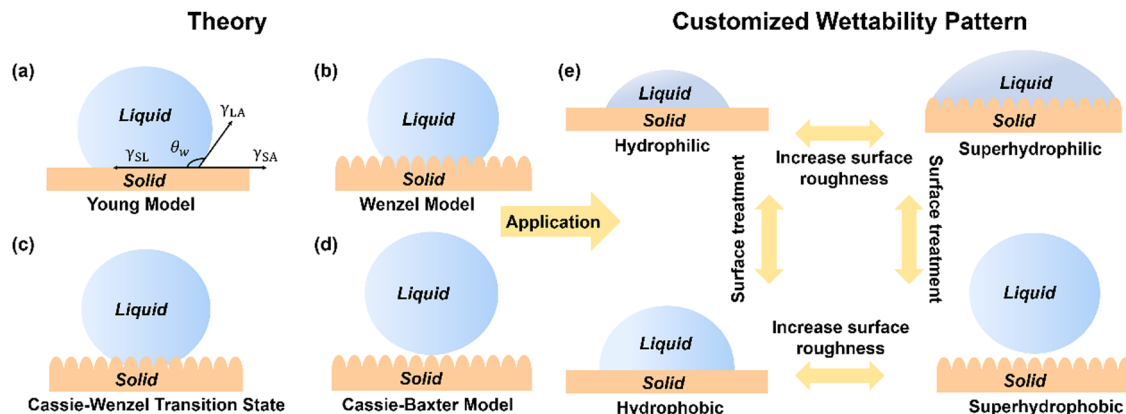 Theory
Customized Wettability Pattern
(a)
Liquid
γLA
θw
γSL
γSA
Solid
Young Model
(b)
Liquid
Solid
Wenzel Model
(c)
Liquid
Solid
Cassie-Wenzel Transition State
(d)
Liquid
Solid
Cassie-Baxter Model
Application
(e)
Liquid
Solid
Hydrophilic
Increase surface
roughness
Liquid
Solid
Superhydrophilic
Surface treatment
Surface treatment
Liquid
Solid
Hydrophobic
Increase surface
roughness
Liquid
Solid
Superhydrophobic